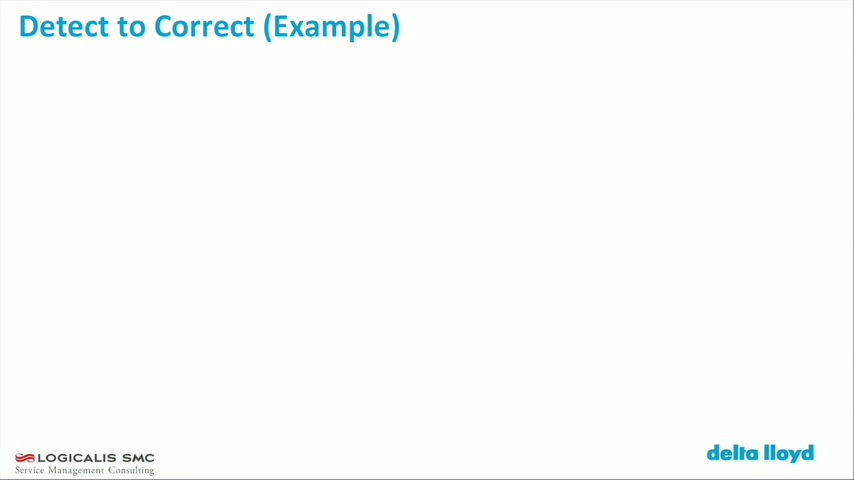 Detect to Correct (Example)
LOGICALIS SMC
Service Management Consulting
delta lloyd